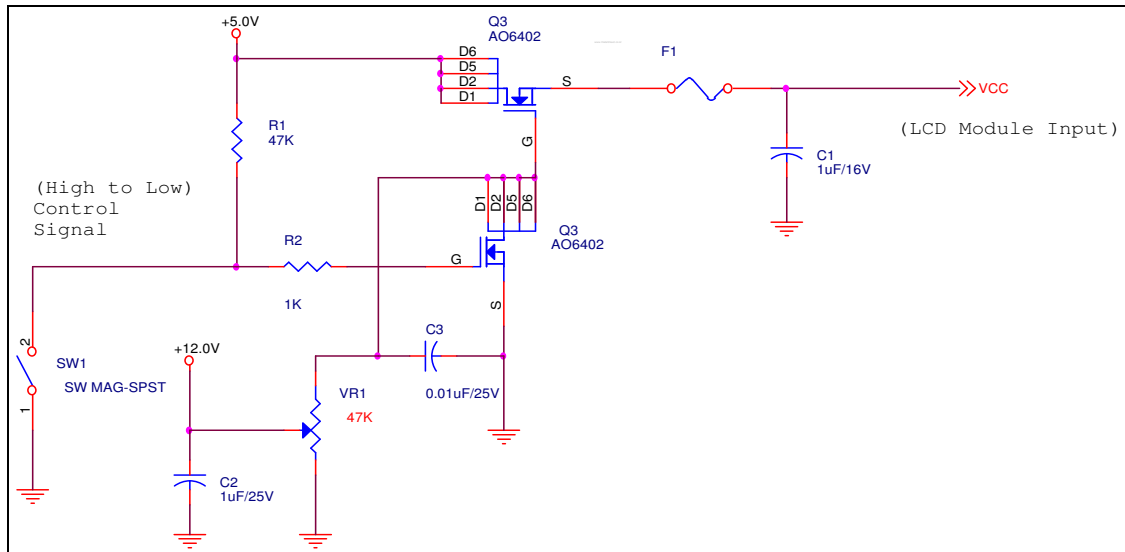 +5.0V
Q3
AO6402
D6
D5
D2
D1
S
G
F1
VCC
(LCD Module Input)
R1
47K
C1
1uF/16V
(High to Low)
Control
Signal
D1
D2
D5
D6
Q3
AO6402
R2
1K
G
S
2
SW1
SW MAG-SPST
1
+12.0V
C3
0.01uF/25V
VR1
47K
C2
1uF/25V